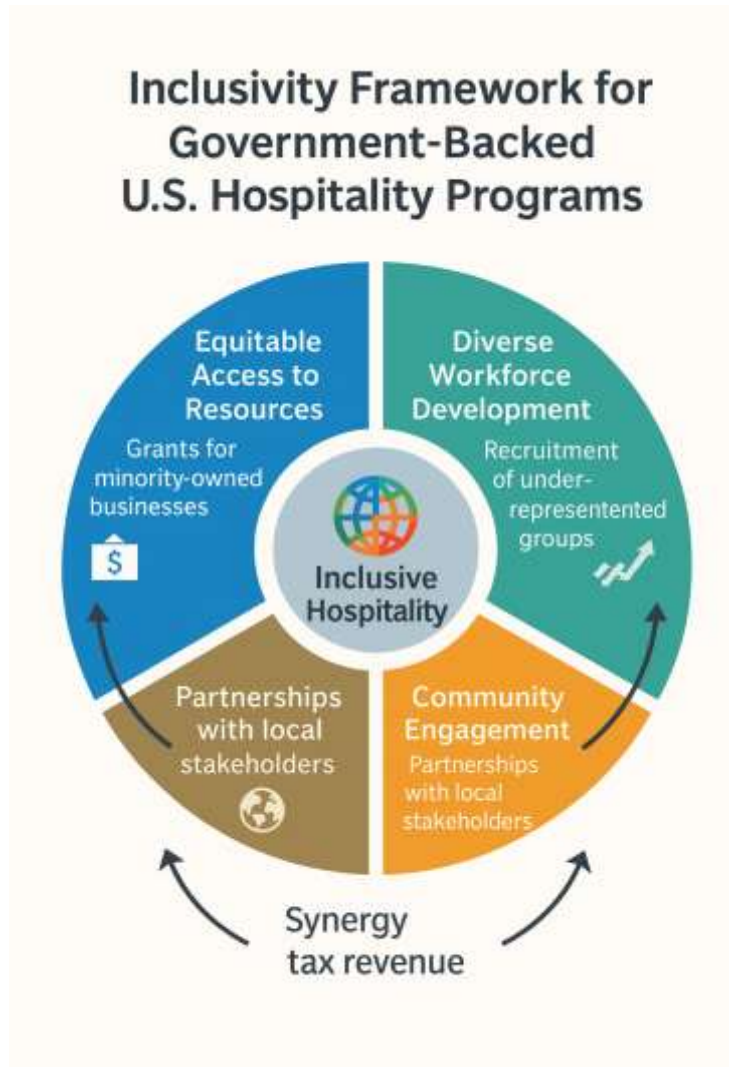 Inclusivity Framework for
Government-Backed
U.S. Hospitality Programs
Equitable
Access to
Resources
Grants for
minority-owned
businesses
$
Diverse
Workforce
Development
Recruitment
of under-
representented
groups
Inclusive
Hospitality
Partnerships
with local
stakeholders
Community
Engagement
Partnerships
with local
stakeholders
Synergy
tax revenue